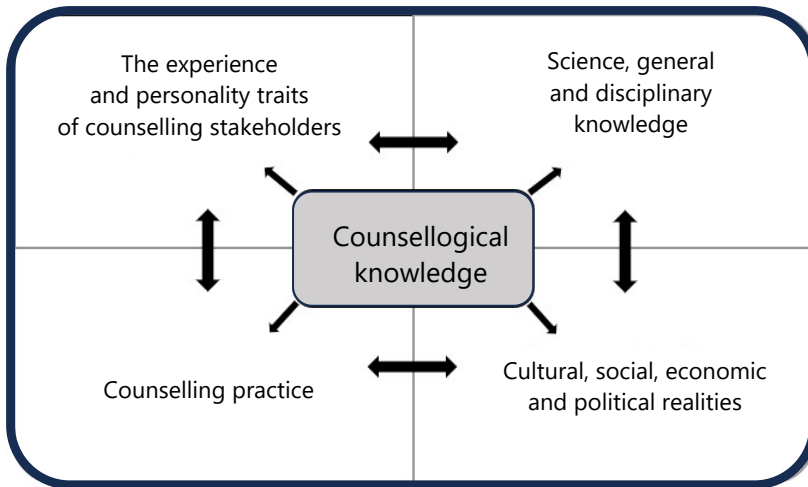 The experience
and personality traits
of counselling stakeholders
Science, general
and disciplinary
knowledge
Counsellogical
knowledge
Counselling practice
Cultural, social, economic
and political realities